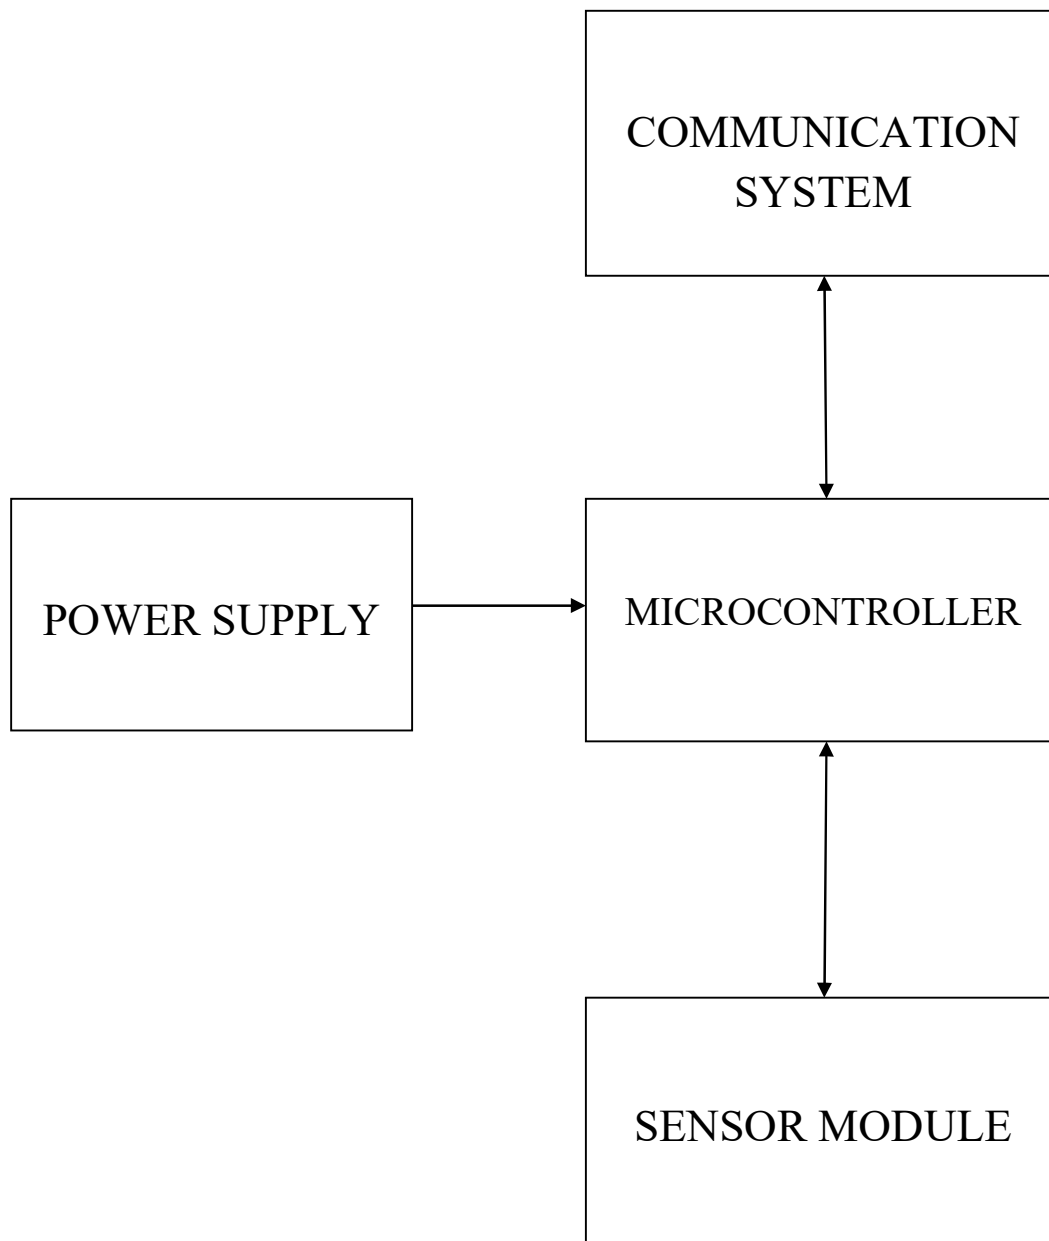 COMMUNICATION
SYSTEM
POWER SUPPLY
MICROCONTROLLER
SENSOR MODULE